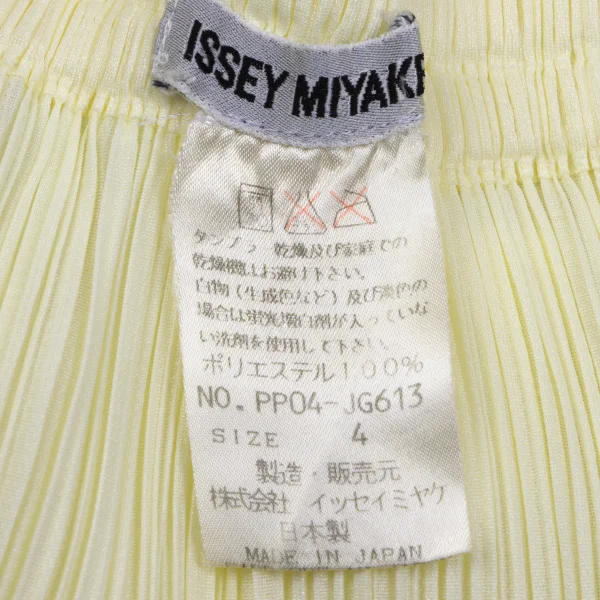 ISSEY MIYAKE
タンブラー乾燥及び家庭での
乾燥機はお避け下さい。
白物(生成色など)及び淡色の
場合は蛍光増白剤が入っていな
い洗剤を使用して下さい。
ポリエステル100%
NO. PP04-JG613
SIZE 4
製造・販売元
株式会社 イッセイミヤケ
日本製
MADE IN JAPAN